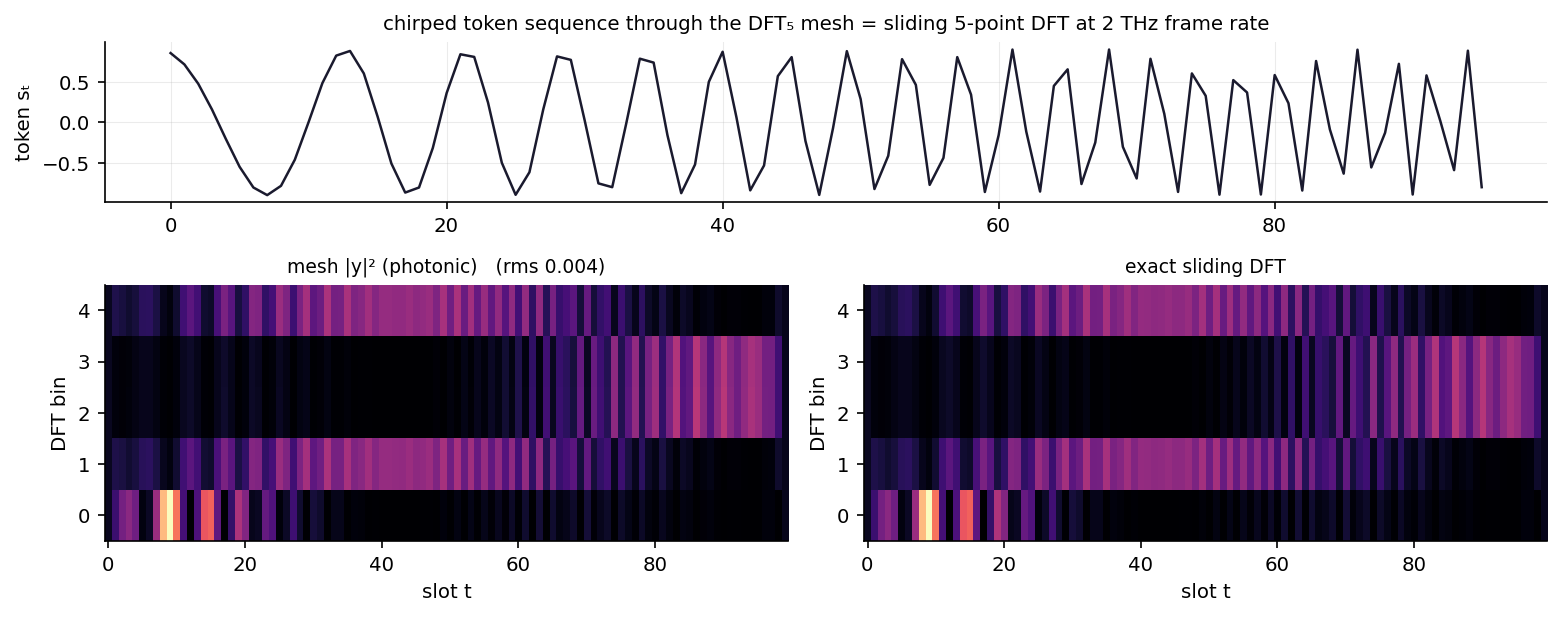 chirped token sequence through the DFT₅ mesh = sliding 5-point DFT at 2 THz frame rate
token sₜ
0.5
0.0
−0.5
0 20 40 60 80
mesh |y|² (photonic) (rms 0.004)
DFT bin
4
3
2
1
0
0 20 40 60 80
slot t
exact sliding DFT
DFT bin
4
3
2
1
0
0 20 40 60 80
slot t